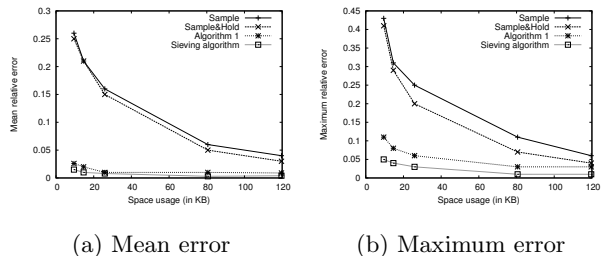 Mean relative error
0.3
0.25
0.2
0.15
0.1
0.05
0
0 20 40 60 80 100 120
Space usage (in KB)
Sample
Sample&Hold
Algorithm 1
Sieving algorithm
(a) Mean error
Maximum relative error
0.45
0.4
0.35
0.3
0.25
0.2
0.15
0.1
0.05
0
0 20 40 60 80 100 120
Space usage (in KB)
Sample
Sample&Hold
Algorithm 1
Sieving algorithm
(b) Maximum error